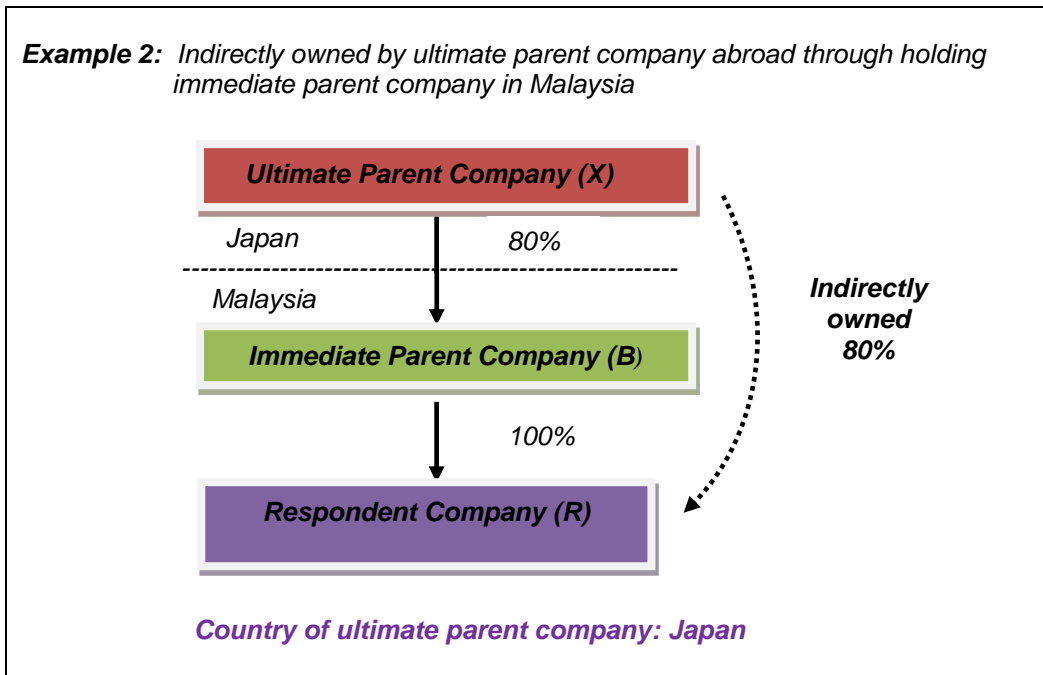 Example 2: Indirectly owned by ultimate parent company abroad through holding
immediate parent company in Malaysia
Ultimate Parent Company (X)
Japan
80%
Malaysia
Immediate Parent Company (B)
100%
Respondent Company (R)
Indirectly
owned
80%
Country of ultimate parent company: Japan